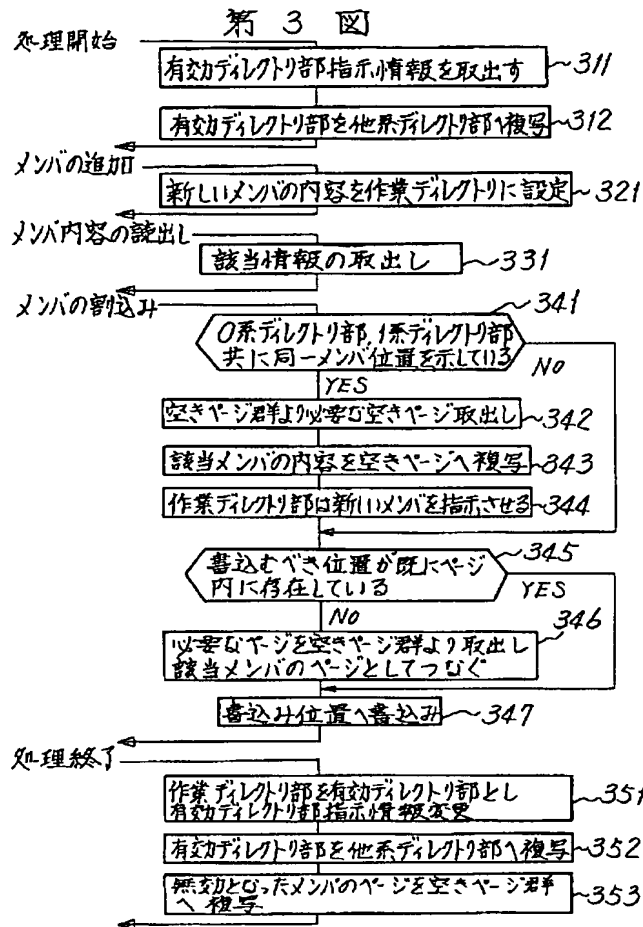 第 3 図
処理開始
有効ディレクトリ部指示情報を取出す
311
有効ディレクトリ部を他系ディレクトリ部へ複写
312
メンバの追加
新しいメンバの内容を作業ディレクトリに設定
321
メンバ内容の読出し
該当情報の取出し
331
メンバの割込み
341
0系ディレクトリ部,1系ディレクトリ部
共に同一メンバ位置を示している
NO
YES
空きページ群より必要な空きページ取出し
342
該当メンバの内容を空きページへ複写
343
作業ディレクトリ部は新しいメンバを指示させる
344
345
書込むべき位置が既にページ
内に存在している
YES
NO
346
必要なページを空きページ群より取出し
該当メンバのページとしてつなぐ
書込み位置へ書込み
347
処理終了
作業ディレクトリ部を有効ディレクトリ部とし
有効ディレクトリ部指示情報変更
351
有効ディレクトリ部を他系ディレクトリ部へ複写
352
無効となったメンバのページを空きページ群
へ複写
353